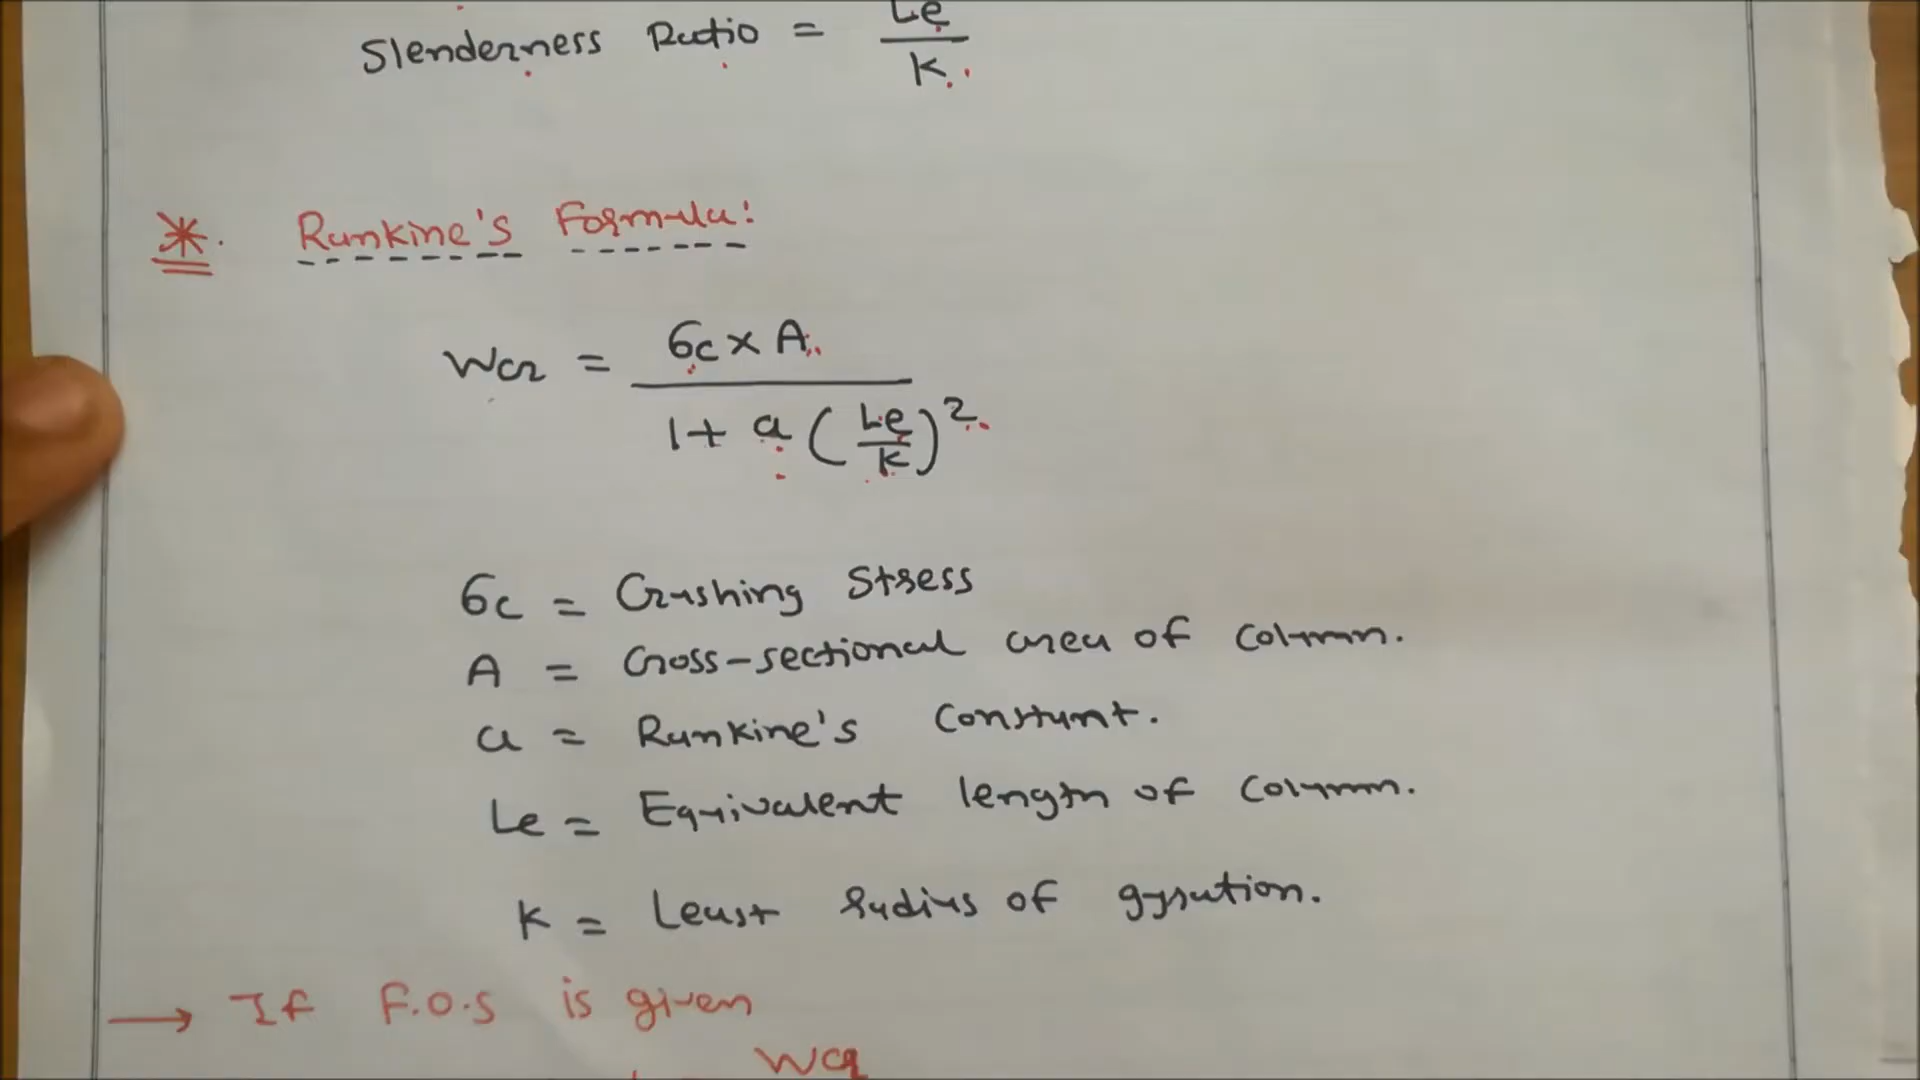 Slenderness Ratio = Le / K
* Rankine's Formula:
Wcr = σc × A / 1 + a (Le / K)²
σc = Crushing Stress
A = Cross-sectional area of column.
a = Rankine's Constant.
Le = Equivalent length of column.
K = Least radius of gyration.
→ If F.O.S is given
Wcr